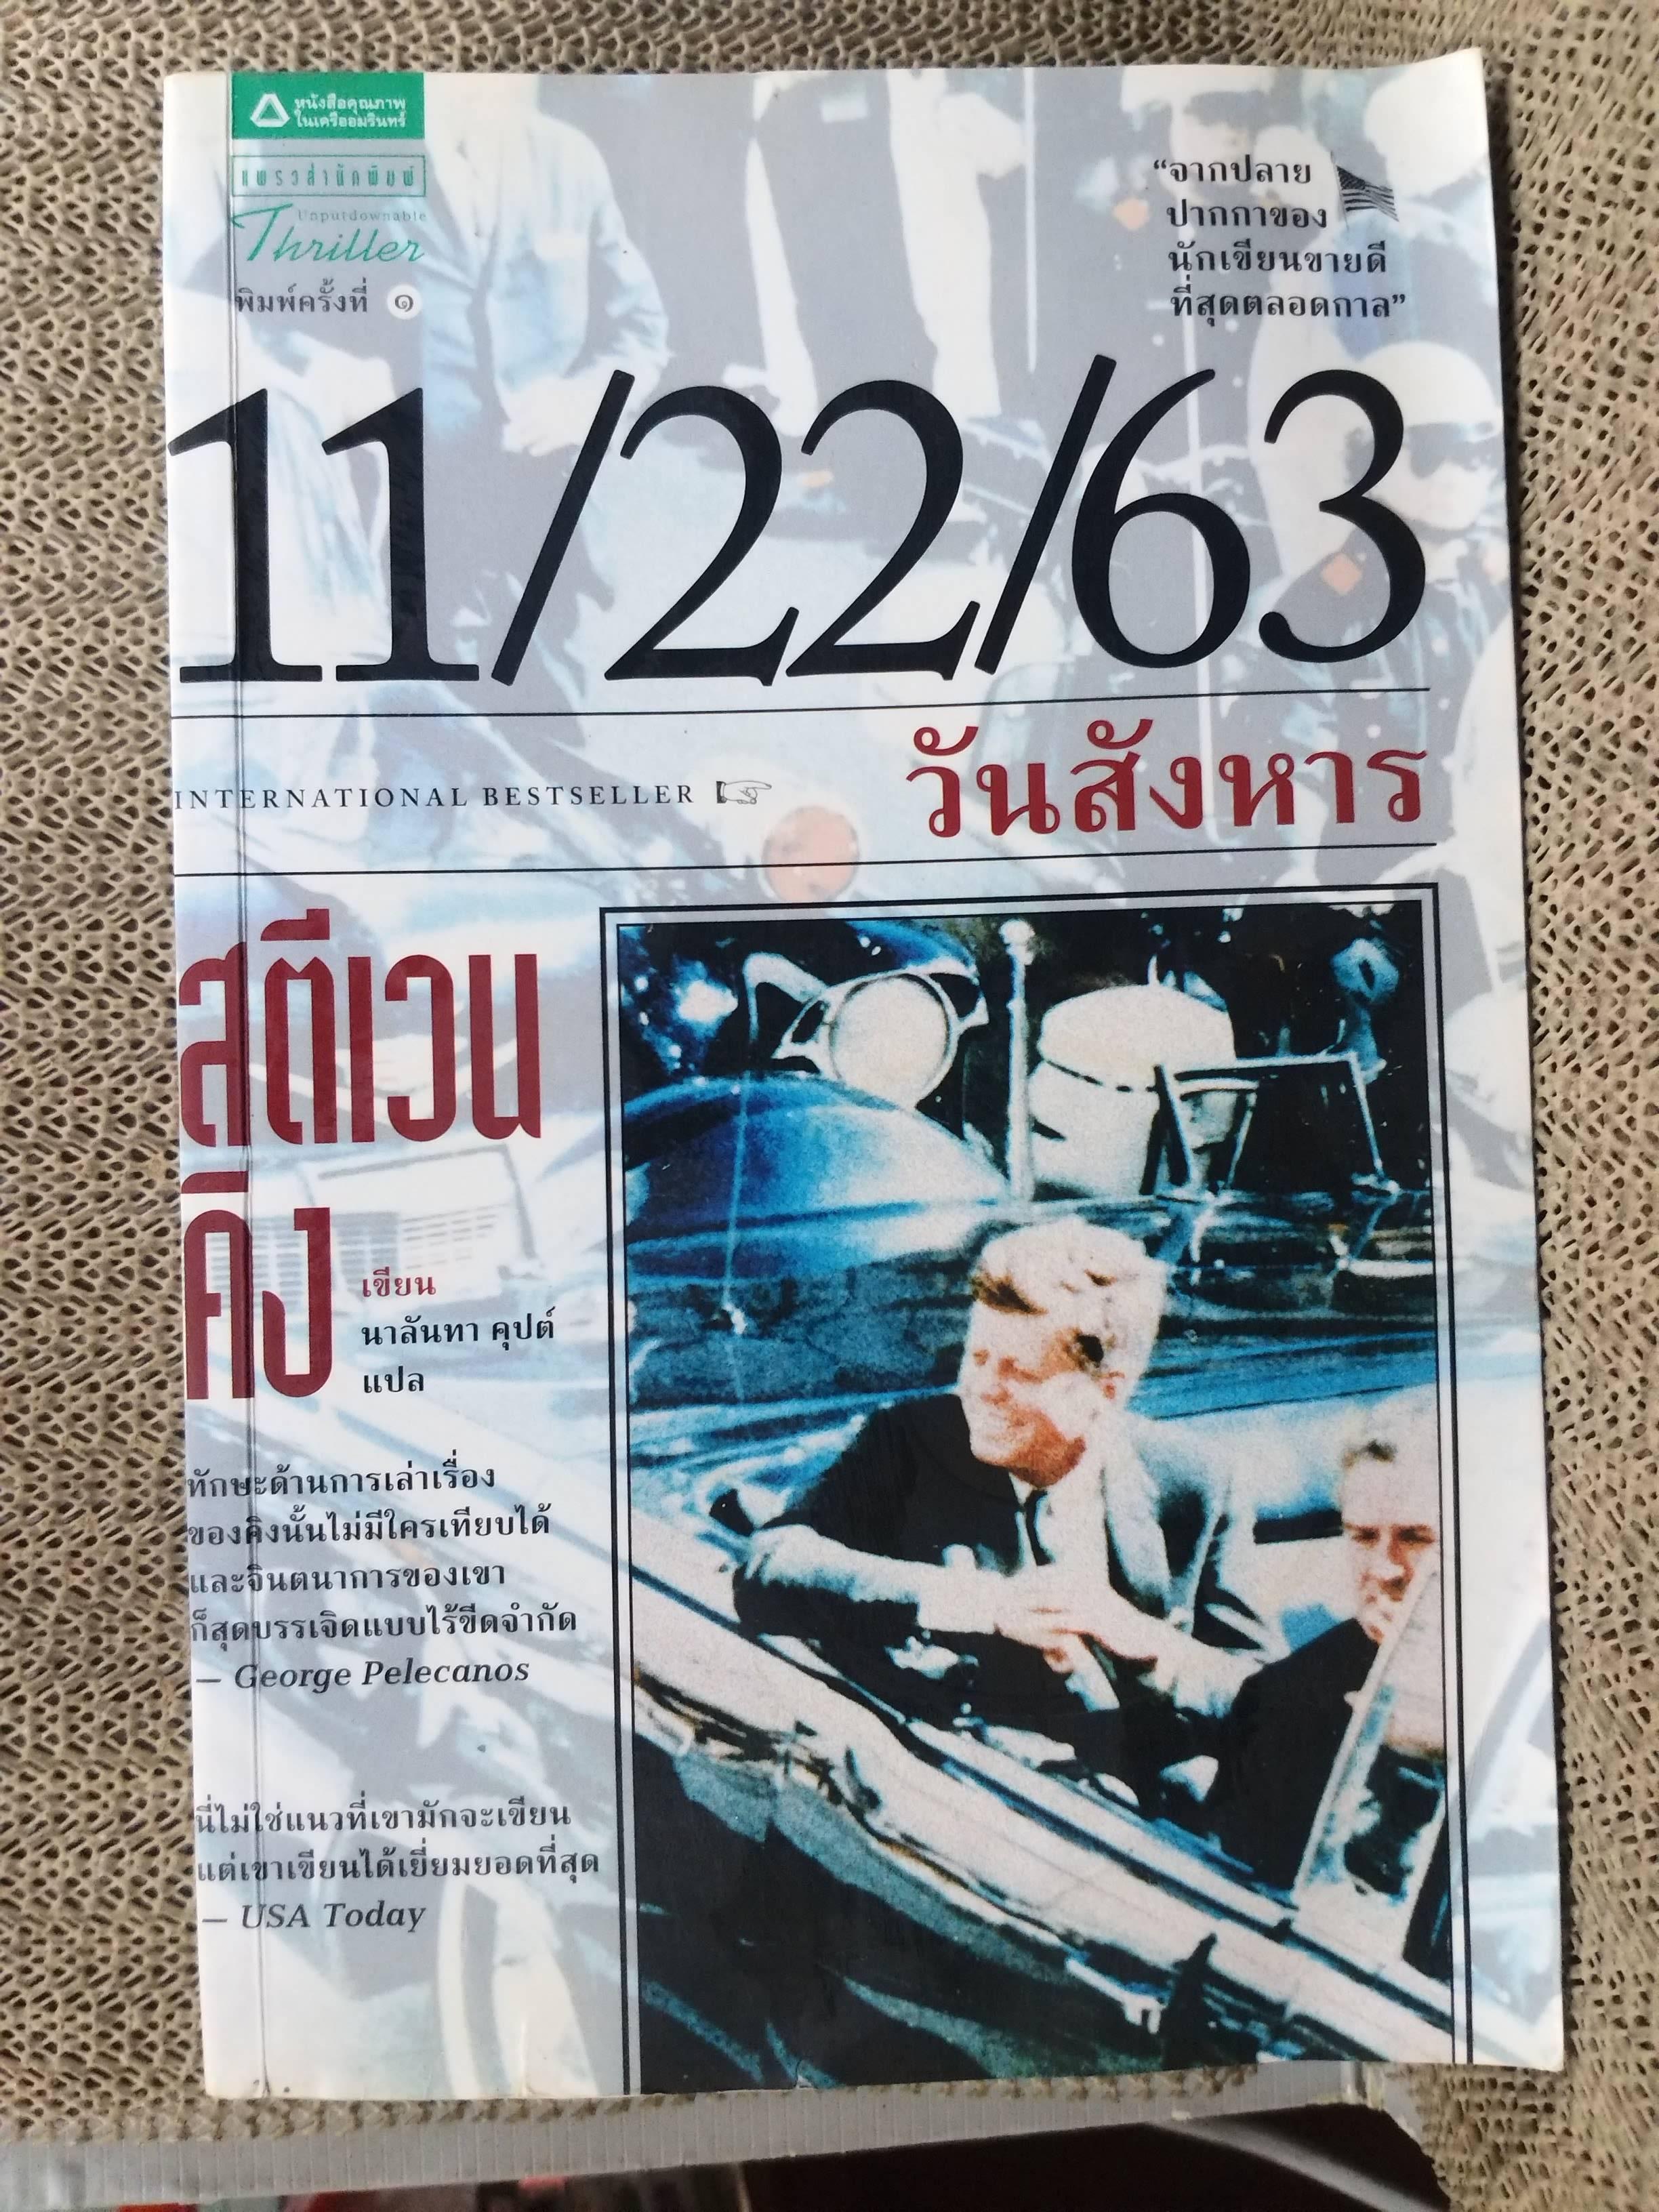 หนังสือคุณภาพ
ในเครืออมรินทร์
แพรวสำนักพิมพ์
Unputdownable
Thriller
พิมพ์ครั้งที่ ๑
“จากปลาย
ปากกาของ
นักเขียนขายดี
ที่สุดตลอดกาล”
11/22/63
INTERNATIONAL BESTSELLER
วันสังหาร
สตีเวน
คิง
เขียน
นาลันทา คุปต์
แปล
ทักษะด้านการเล่าเรื่อง
ของคิงนั้นไม่มีใครเทียบได้
และจินตนาการของเขา
ก็สุดบรรเจิดแบบไร้ขีดจำกัด
— George Pelecanos
นี่ไม่ใช่แนวที่เขามักจะเขียน
แต่เขาเขียนได้เยี่ยมยอดที่สุด
— USA Today